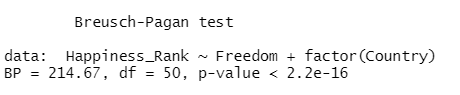 Breusch-Pagan test
data:  Happiness_Rank ~ Freedom + factor(Country)
BP = 214.67, df = 50, p-value < 2.2e-16